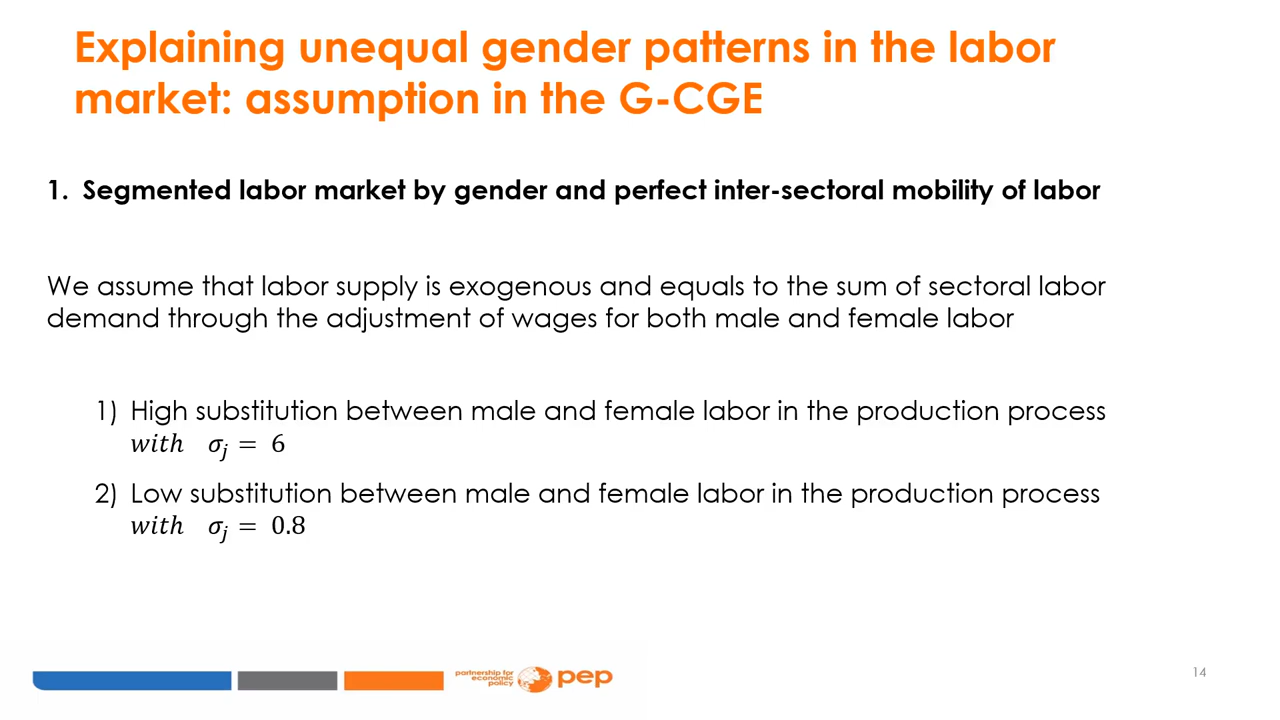 Explaining unequal gender patterns in the labor
market: assumption in the G-CGE
1. Segmented labor market by gender and perfect inter-sectoral mobility of labor
We assume that labor supply is exogenous and equals to the sum of sectoral labor
demand through the adjustment of wages for both male and female labor
1) High substitution between male and female labor in the production process
with σⱼ = 6
2) Low substitution between male and female labor in the production process
with σⱼ = 0.8
partnership for
economic
policy
pep
14